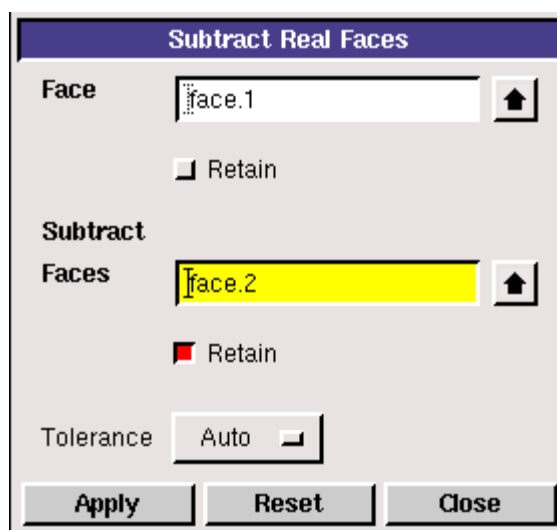 Subtract Real Faces
Face face.1
Retain
Subtract
Faces face.2
Retain
Tolerance Auto
Apply Reset Close